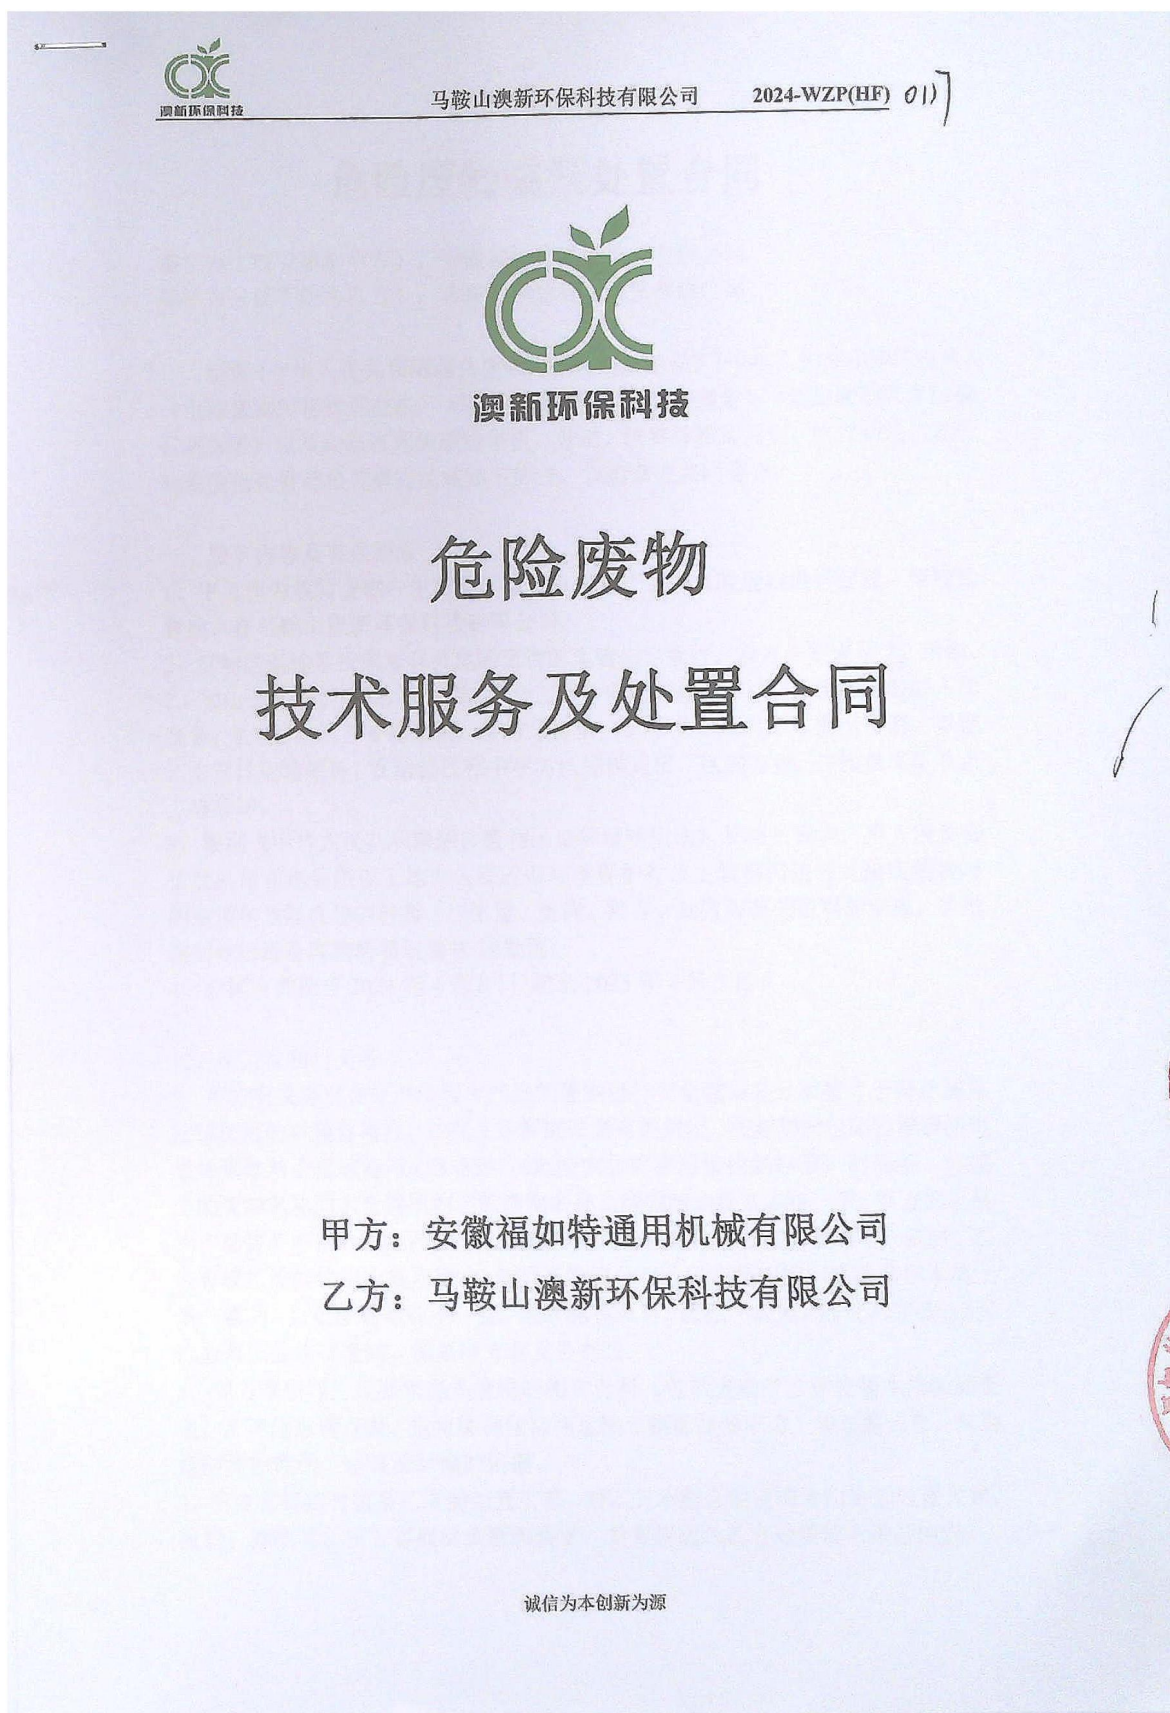 澳新环保科技
马鞍山澳新环保科技有限公司 2024-WZP(HF)
澳新环保科技
危险废物
技术服务及处置合同
甲方：安徽福如特通用机械有限公司
乙方：马鞍山澳新环保科技有限公司
诚信为本创新为源